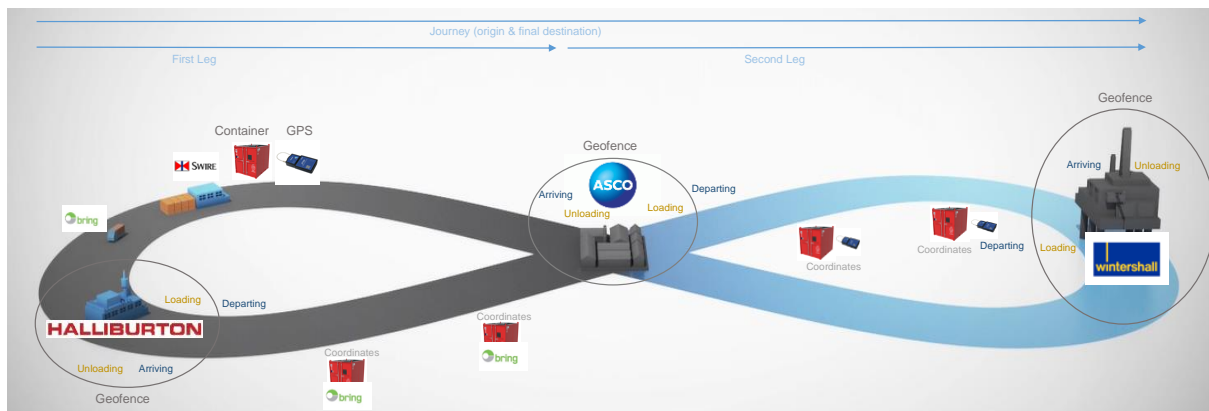 Journey (origin & final destination)
First Leg
Second Leg
Geofence
Container GPS
Geofence
SWIRE
ASCO
Arriving
Unloading
Arriving
Departing
Unloading
Loading
bring
Coordinates
Departing
Loading
Coordinates
wintershall
Loading
Departing
HALLIBURTON
Coordinates
bring
Coordinates
Unloading
Arriving
bring
Geofence